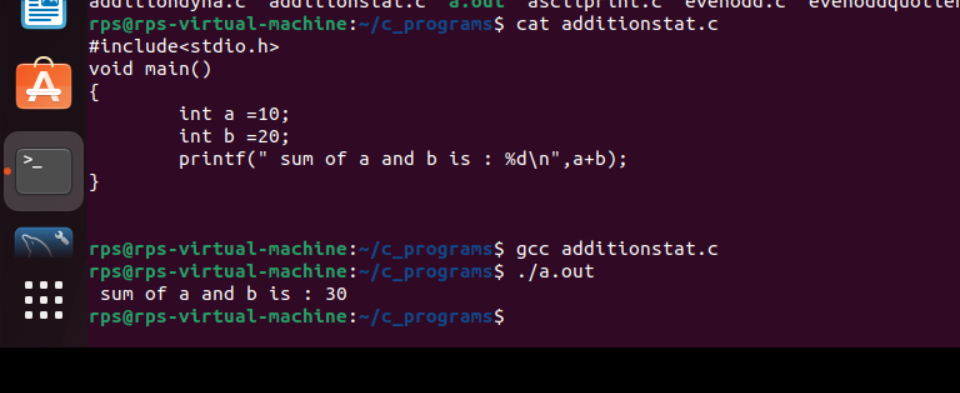 additiondyna.c additionstat.c a.out asciiprint.c evenodd.c evenoddquotien
rps@rps-virtual-machine:~/c_programs$ cat additionstat.c
#include<stdio.h>
void main()
{
        int a =10;
        int b =20;
        printf(" sum of a and b is : %d\n",a+b);
}
rps@rps-virtual-machine:~/c_programs$ gcc additionstat.c
rps@rps-virtual-machine:~/c_programs$ ./a.out
 sum of a and b is : 30
rps@rps-virtual-machine:~/c_programs$